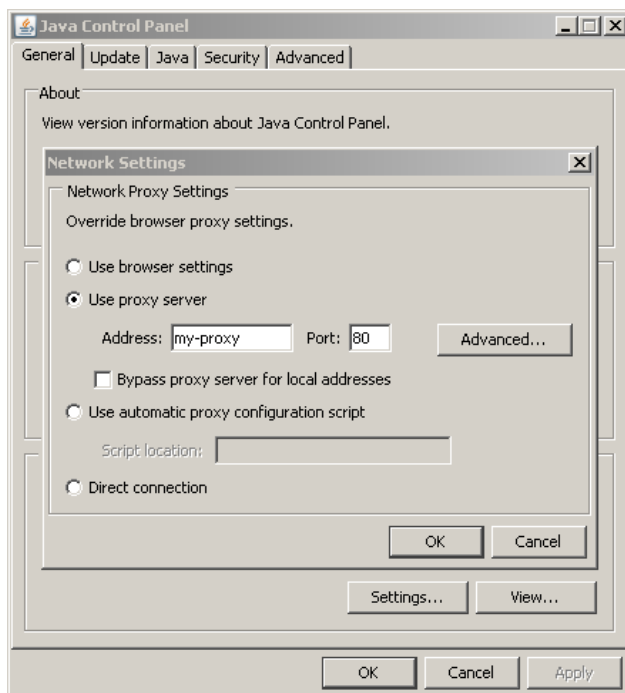 Java Control Panel
General Update Java Security Advanced
About
View version information about Java Control Panel.
Network Settings
Network Proxy Settings
Override browser proxy settings.
Use browser settings
Use proxy server
Address: my-proxy Port: 80 Advanced...
Bypass proxy server for local addresses
Use automatic proxy configuration script
Script location:
Direct connection
OK Cancel
Settings... View...
OK Cancel Apply